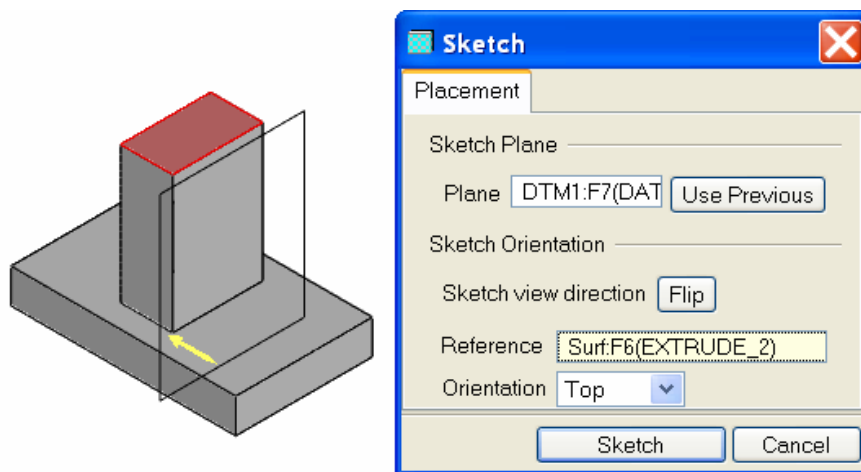 Sketch
Placement
Sketch Plane
Plane DTM1:F7(DAT Use Previous
Sketch Orientation
Sketch view direction Flip
Reference Surf:F6(EXTRUDE_2)
Orientation Top
Sketch Cancel